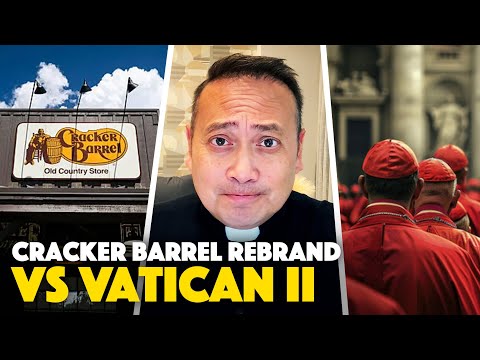 Cracker
Barrel
Old Country Store
CRACKER BARREL REBRAND
VS VATICAN II